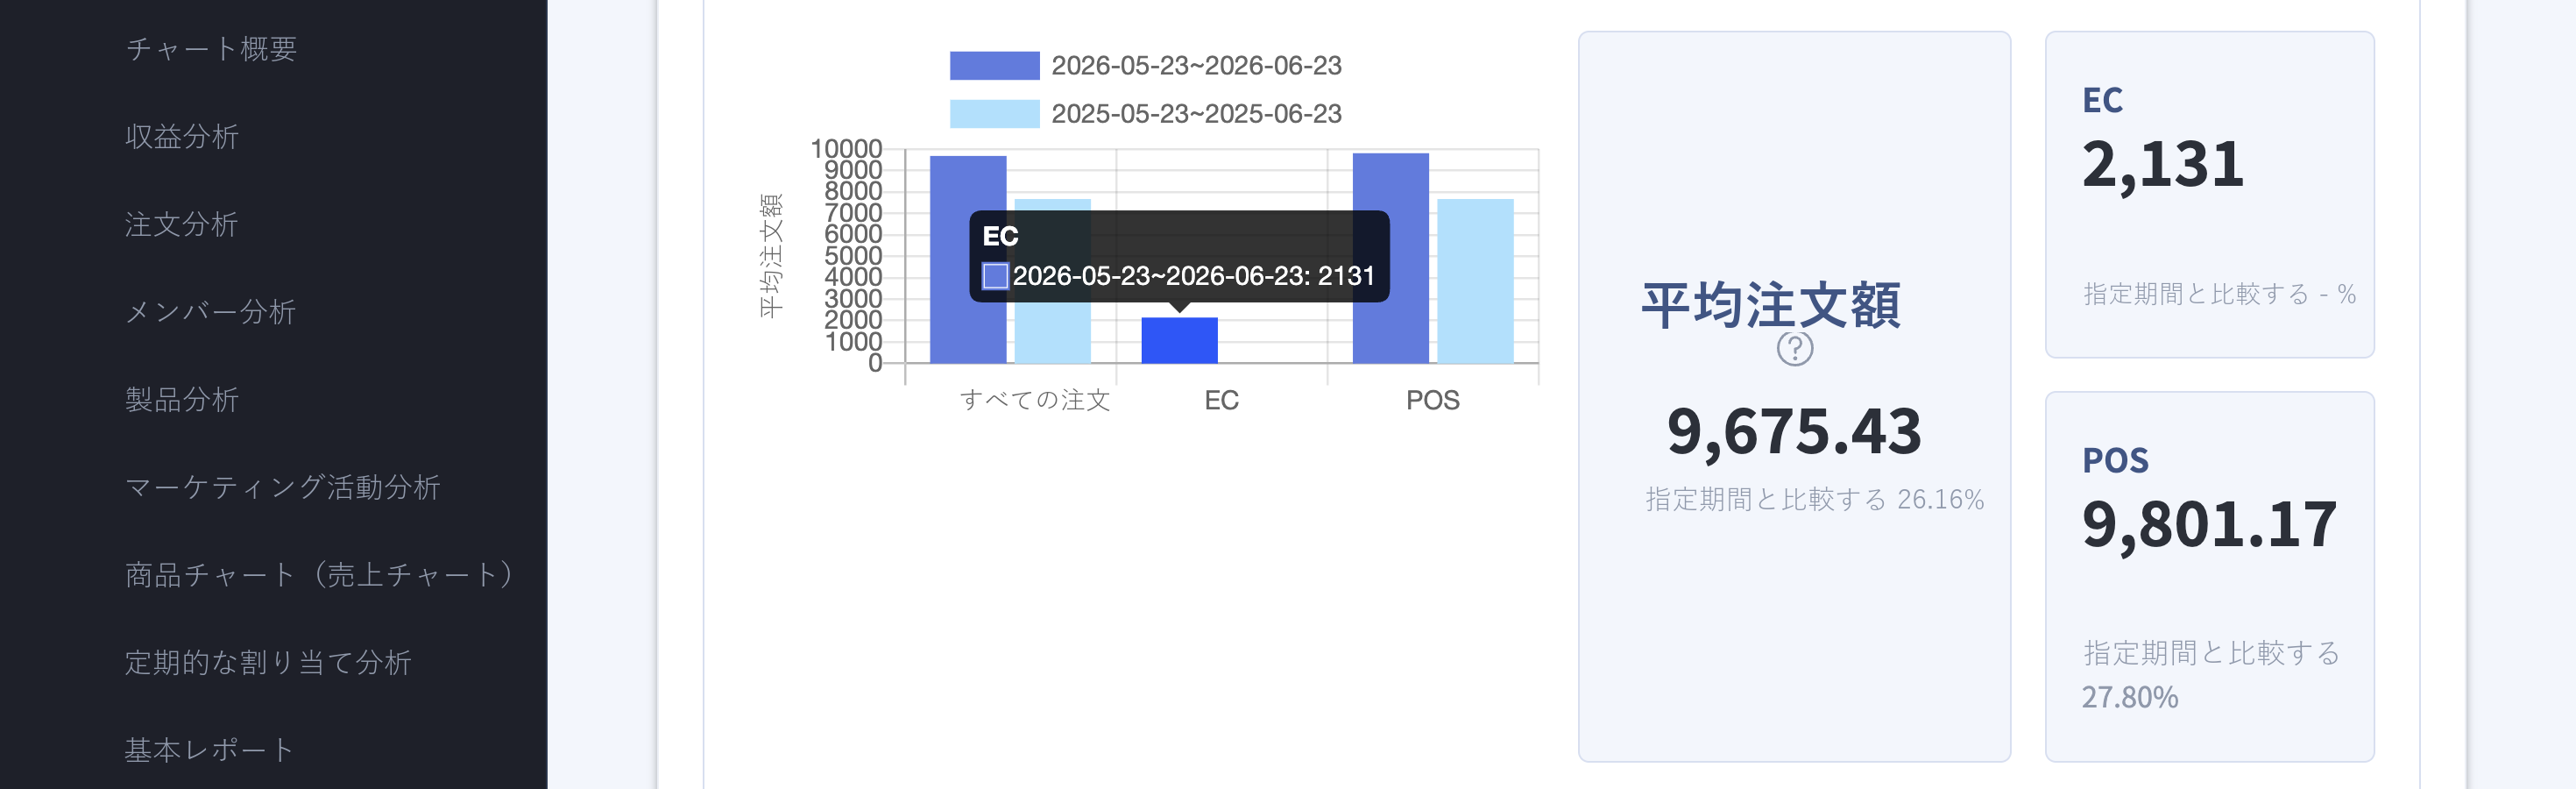 チャート概要
収益分析
注文分析
メンバー分析
製品分析
マーケティング活動分析
商品チャート（売上チャート）
定期的な割り当て分析
基本レポート
2026-05-23~2026-06-23
2025-05-23~2025-06-23
平均注文額
10000
9000
8000
7000
6000
5000
4000
3000
2000
1000
0
EC
2026-05-23~2026-06-23: 2131
すべての注文
EC
POS
平均注文額
?
9,675.43
指定期間と比較する 26.16%
EC
2,131
指定期間と比較する - %
POS
9,801.17
指定期間と比較する
27.80%